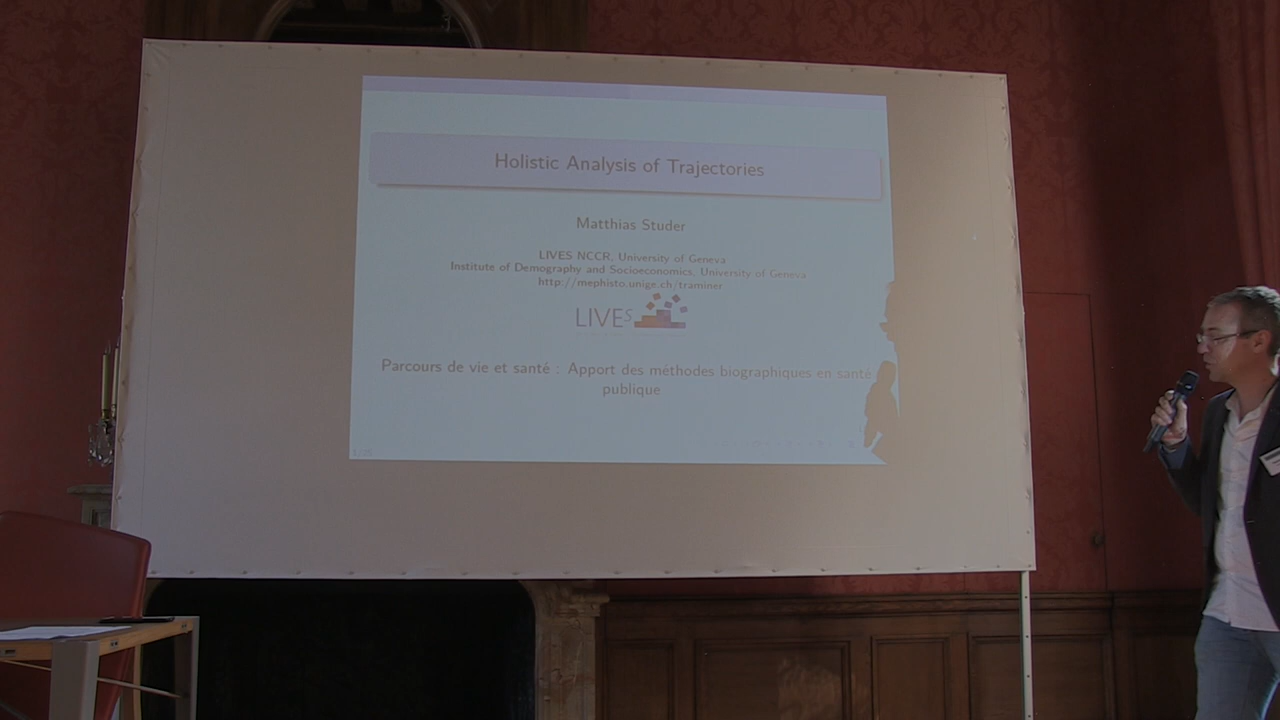 Holistic Analysis of Trajectories
Matthias Studer
LIVES NCCR, University of Geneva
Institute of Demography and Socioeconomics, University of Geneva
http://mephisto.unige.ch/traminer
LIVES
Parcours de vie et santé : Apport des méthodes biographiques en santé
publique